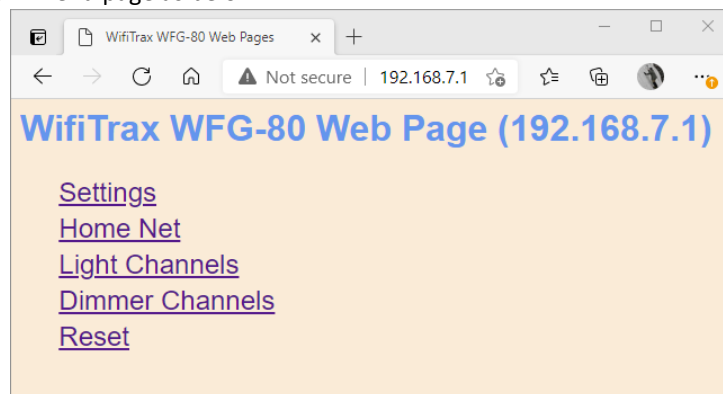 WifiTrax WFG-80 Web Pages
Not secure | 192.168.7.1
WifiTrax WFG-80 Web Page (192.168.7.1)
Settings
Home Net
Light Channels
Dimmer Channels
Reset